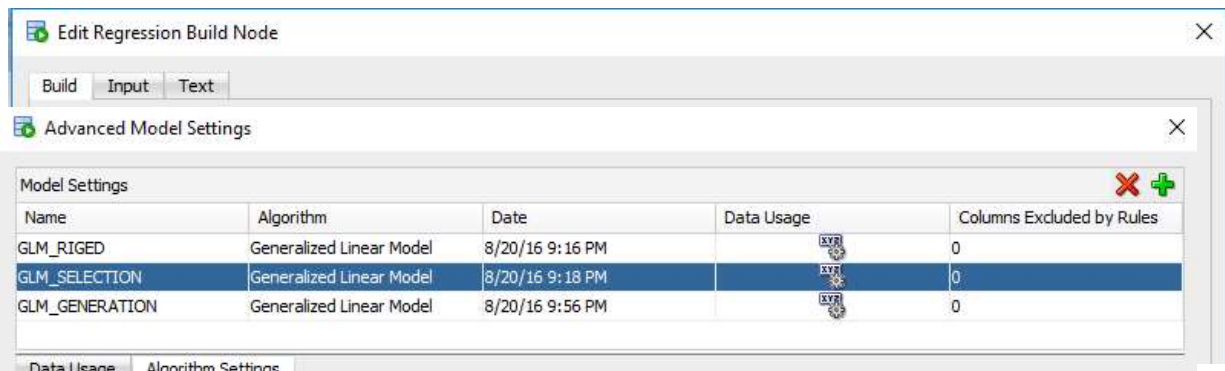 Edit Regression Build Node
Build Input Text
Advanced Model Settings
Model Settings
Name Algorithm Date Data Usage Columns Excluded by Rules
GLM_RIGED Generalized Linear Model 8/20/16 9:16 PM XYZ 0
GLM_SELECTION Generalized Linear Model 8/20/16 9:18 PM XYZ 0
GLM_GENERATION Generalized Linear Model 8/20/16 9:56 PM XYZ 0
Data Usage Algorithm Settings